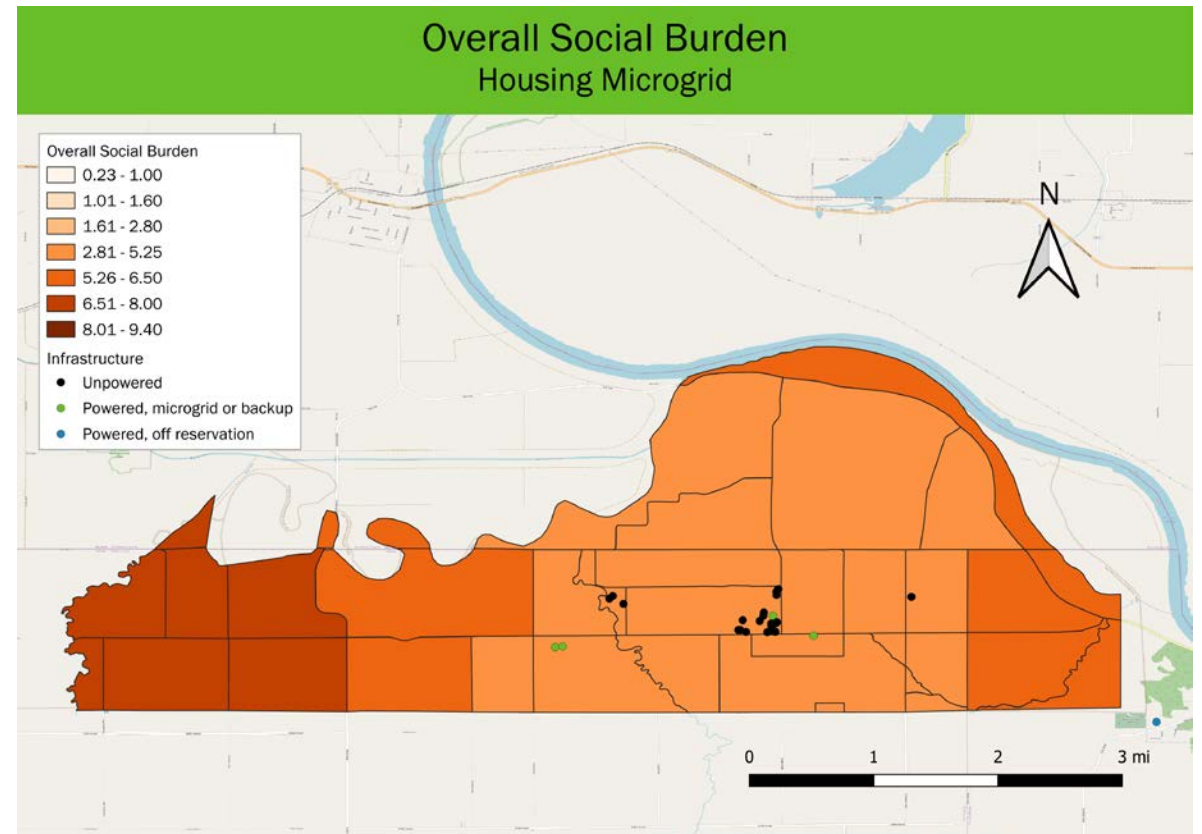 Overall Social Burden
Housing Microgrid
Overall Social Burden
0.23 - 1.00
1.01 - 1.60
1.61 - 2.80
2.81 - 5.25
5.26 - 6.50
6.51 - 8.00
8.01 - 9.40
Infrastructure
Unpowered
Powered, microgrid or backup
Powered, off reservation
N
0 1 2 3 mi